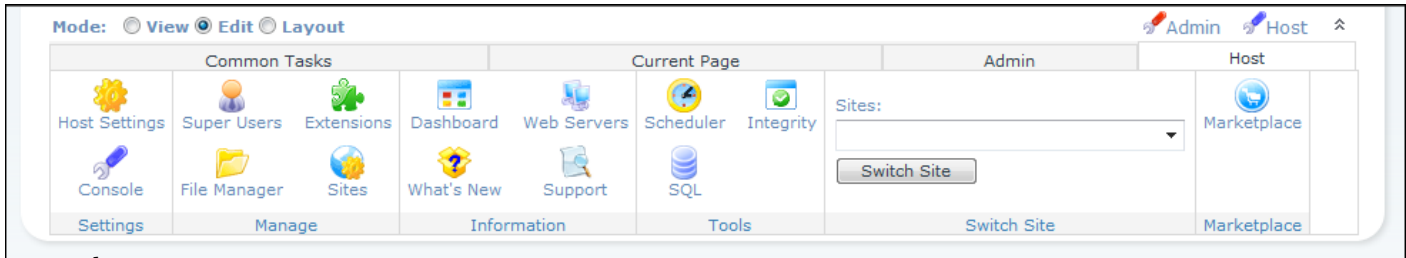 Mode: View Edit Layout
Admin Host
Common Tasks Current Page Admin Host
Host Settings Super Users Extensions Dashboard Web Servers Scheduler Integrity Sites: Marketplace
Console File Manager Sites What's New Support SQL Switch Site
Settings Manage Information Tools Switch Site Marketplace